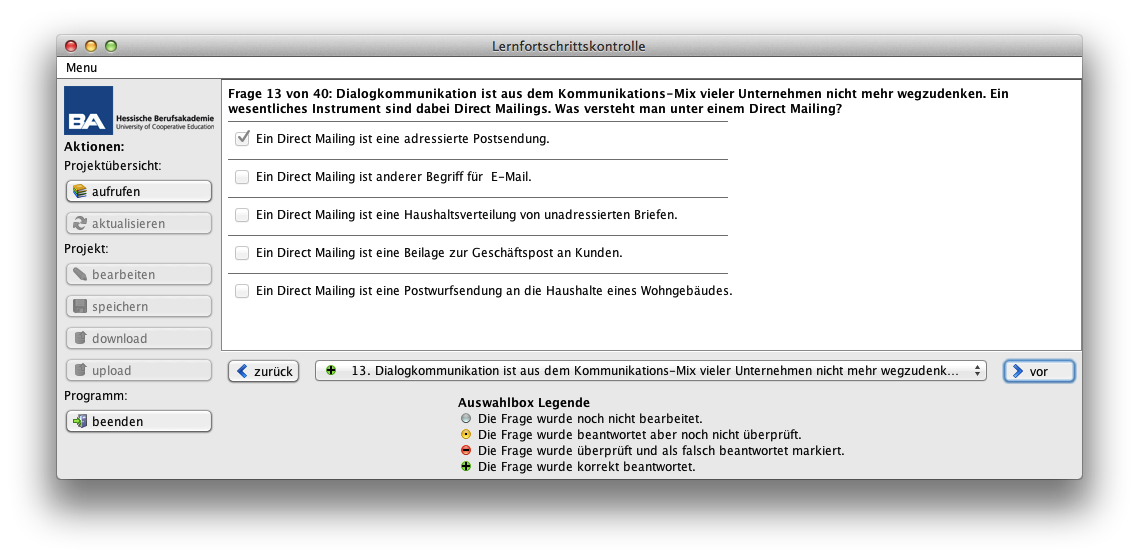 Lernfortschrittskontrolle
Menu
BA Hessische Berufsakademie
University of Cooperative Education
Aktionen:
Projektübersicht:
aufrufen
aktualisieren
Projekt:
bearbeiten
speichern
download
upload
Programm:
beenden
Frage 13 von 40: Dialogkommunikation ist aus dem Kommunikations-Mix vieler Unternehmen nicht mehr wegzudenken. Ein
wesentliches Instrument sind dabei Direct Mailings. Was versteht man unter einem Direct Mailing?
Ein Direct Mailing ist eine adressierte Postsendung.
Ein Direct Mailing ist anderer Begriff für  E-Mail.
Ein Direct Mailing ist eine Haushaltsverteilung von unadressierten Briefen.
Ein Direct Mailing ist eine Beilage zur Geschäftspost an Kunden.
Ein Direct Mailing ist eine Postwurfsendung an die Haushalte eines Wohngebäudes.
zurück
13. Dialogkommunikation ist aus dem Kommunikations-Mix vieler Unternehmen nicht mehr wegzudenk...
vor
Auswahlbox Legende
Die Frage wurde noch nicht bearbeitet.
Die Frage wurde beantwortet aber noch nicht überprüft.
Die Frage wurde überprüft und als falsch beantwortet markiert.
Die Frage wurde korrekt beantwortet.